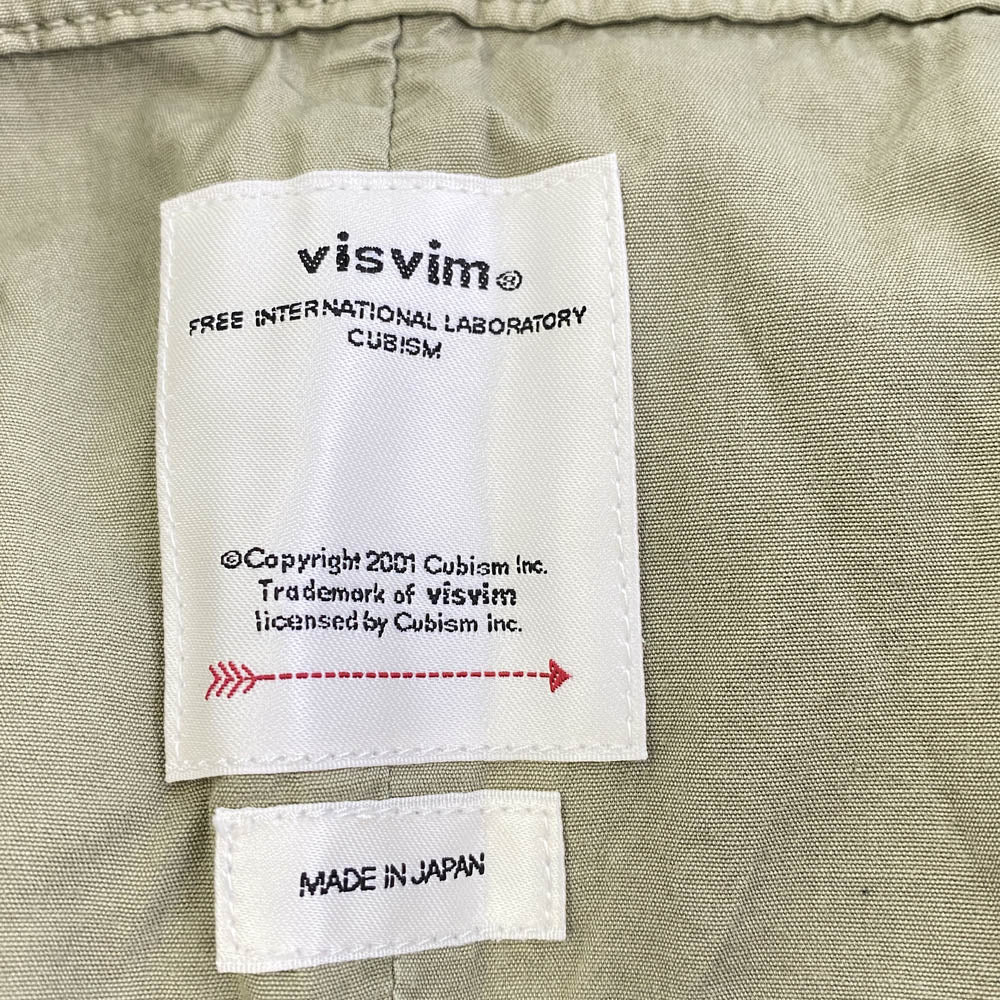 visvim®
FREE INTERNATIONAL LABORATORY
CUBISM
©Copyright 2001 Cubism Inc.
Trademark of visvim
licensed by Cubism Inc.
MADE IN JAPAN